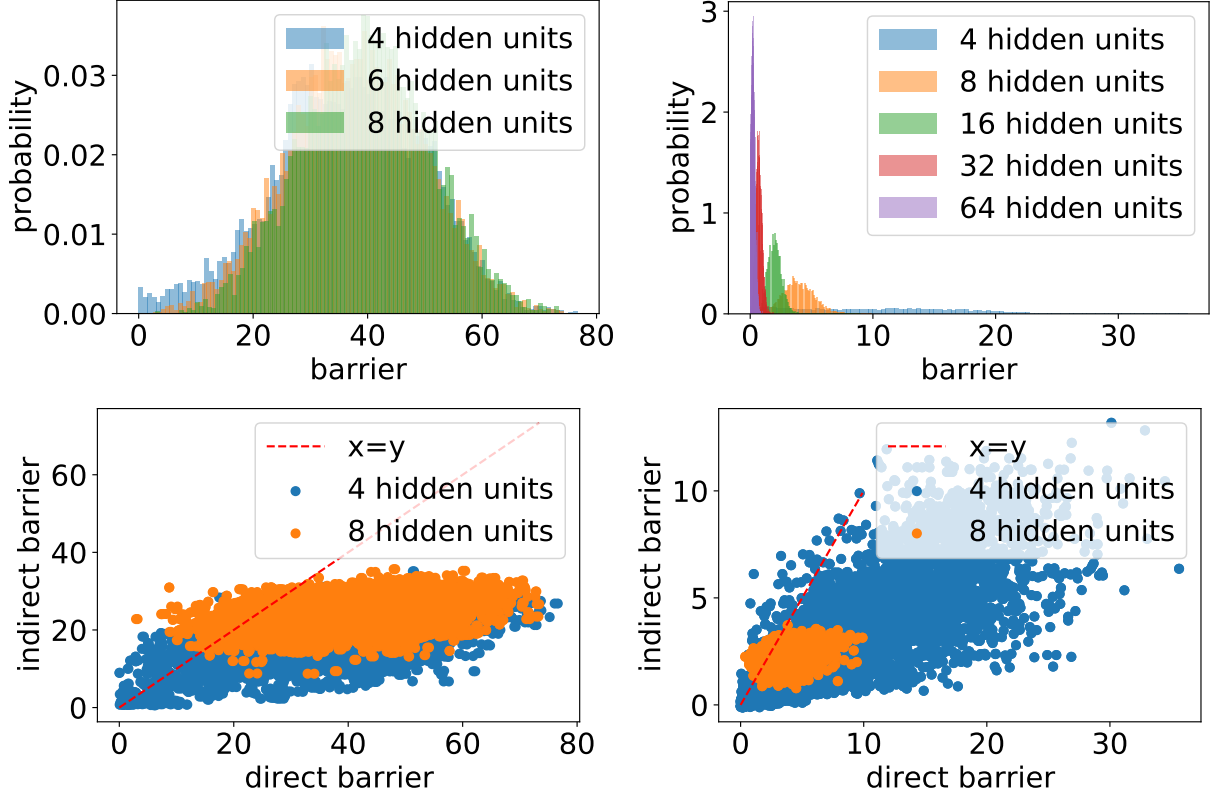 4 hidden units
6 hidden units
8 hidden units
probability
0.03
0.02
0.01
0.00
0 20 40 60 80
barrier
4 hidden units
8 hidden units
16 hidden units
32 hidden units
64 hidden units
probability
3
2
1
0
0 10 20 30
barrier
x=y
4 hidden units
8 hidden units
indirect barrier
60
40
20
0
0 20 40 60 80
direct barrier
x=y
4 hidden units
8 hidden units
indirect barrier
10
5
0
0 10 20 30
direct barrier